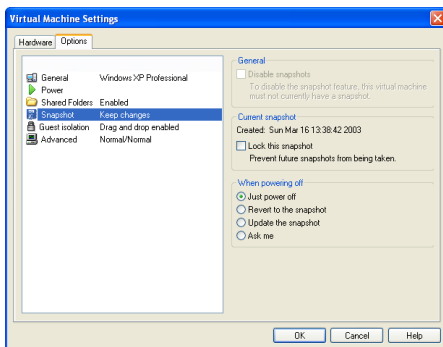 Virtual Machine Settings
Hardware Options
General Windows XP Professional
Power
Shared Folders Enabled
Snapshot Keep changes
Guest isolation Drag and drop enabled
Advanced Normal/Normal
General
Disable snapshots
To disable the snapshot feature, this virtual machine
must not currently have a snapshot.
Current snapshot
Created: Sun Mar 16 13:38:42 2003
Lock this snapshot
Prevent future snapshots from being taken.
When powering off
Just power off
Revert to the snapshot
Update the snapshot
Ask me
OK Cancel Help